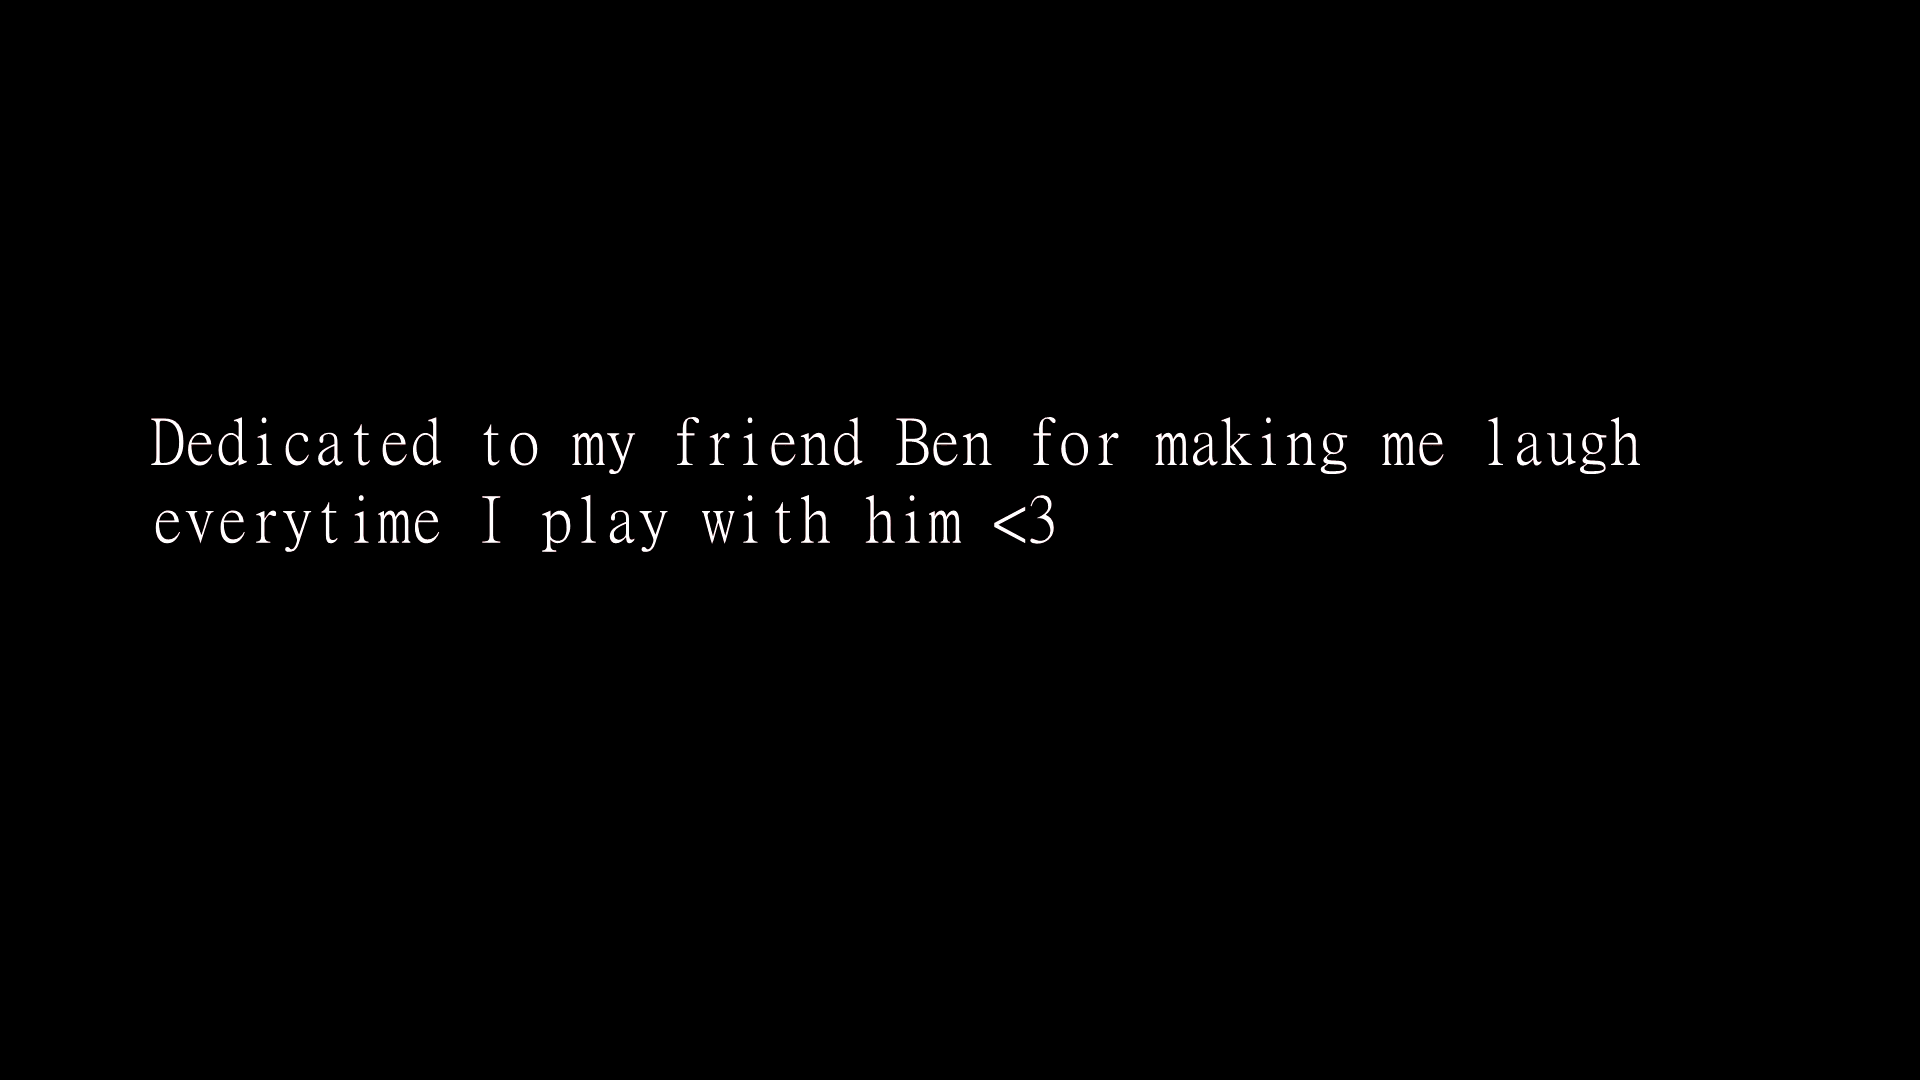 Dedicated to my friend Ben for making me laugh
everytime I play with him <3